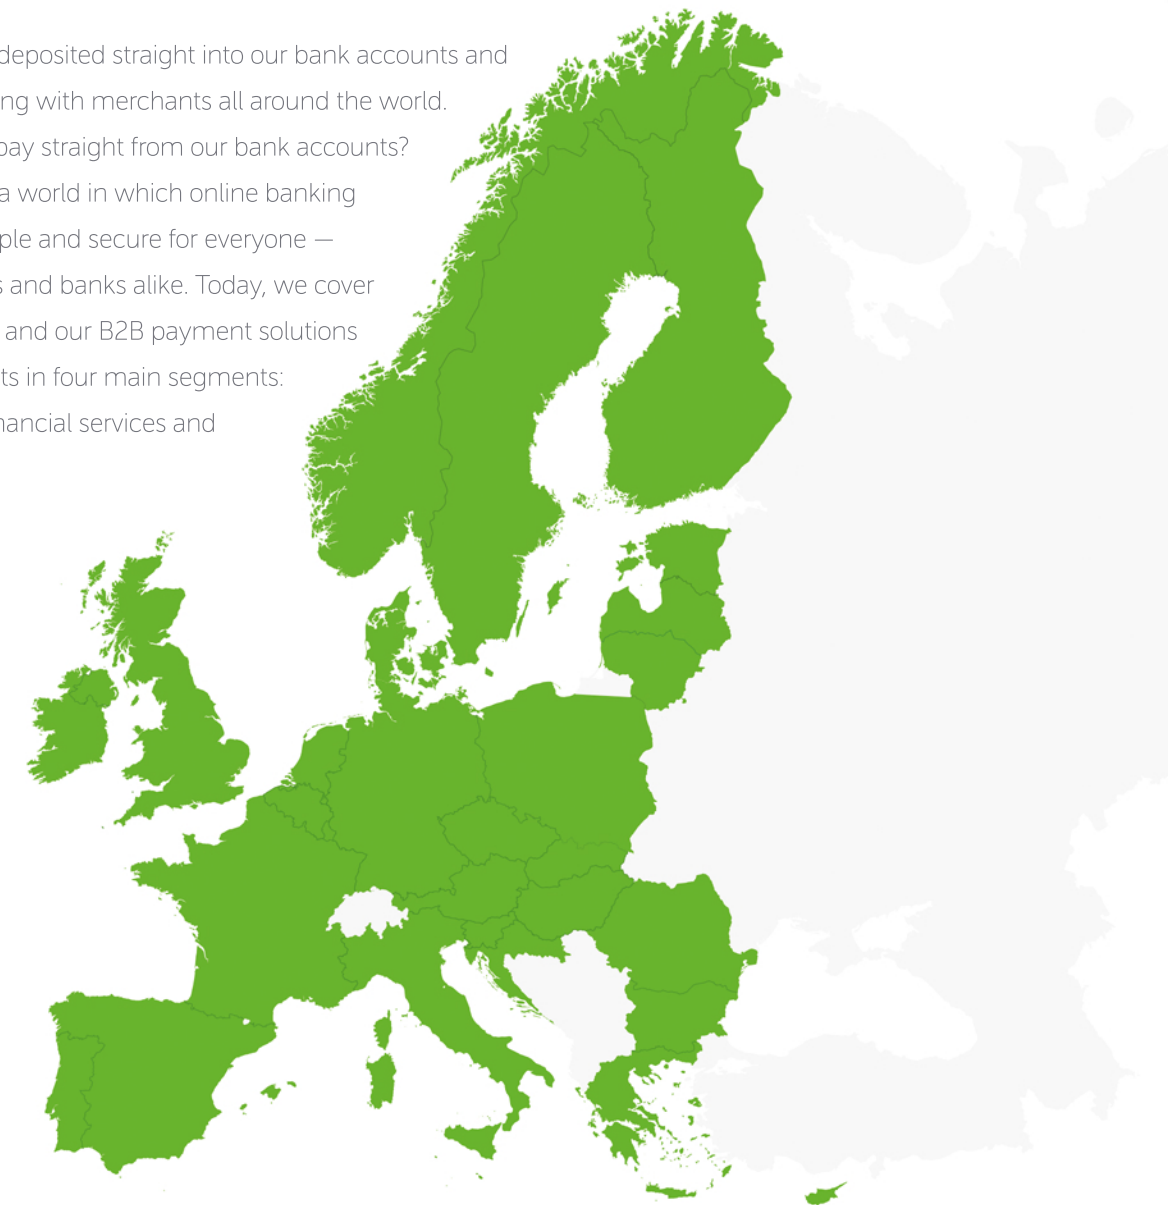 deposited straight into our bank accounts and
ng with merchants all around the world.
pay straight from our bank accounts?
a world in which online banking
ple and secure for everyone —
s and banks alike. Today, we cover
and our B2B payment solutions
ts in four main segments:
nancial services and